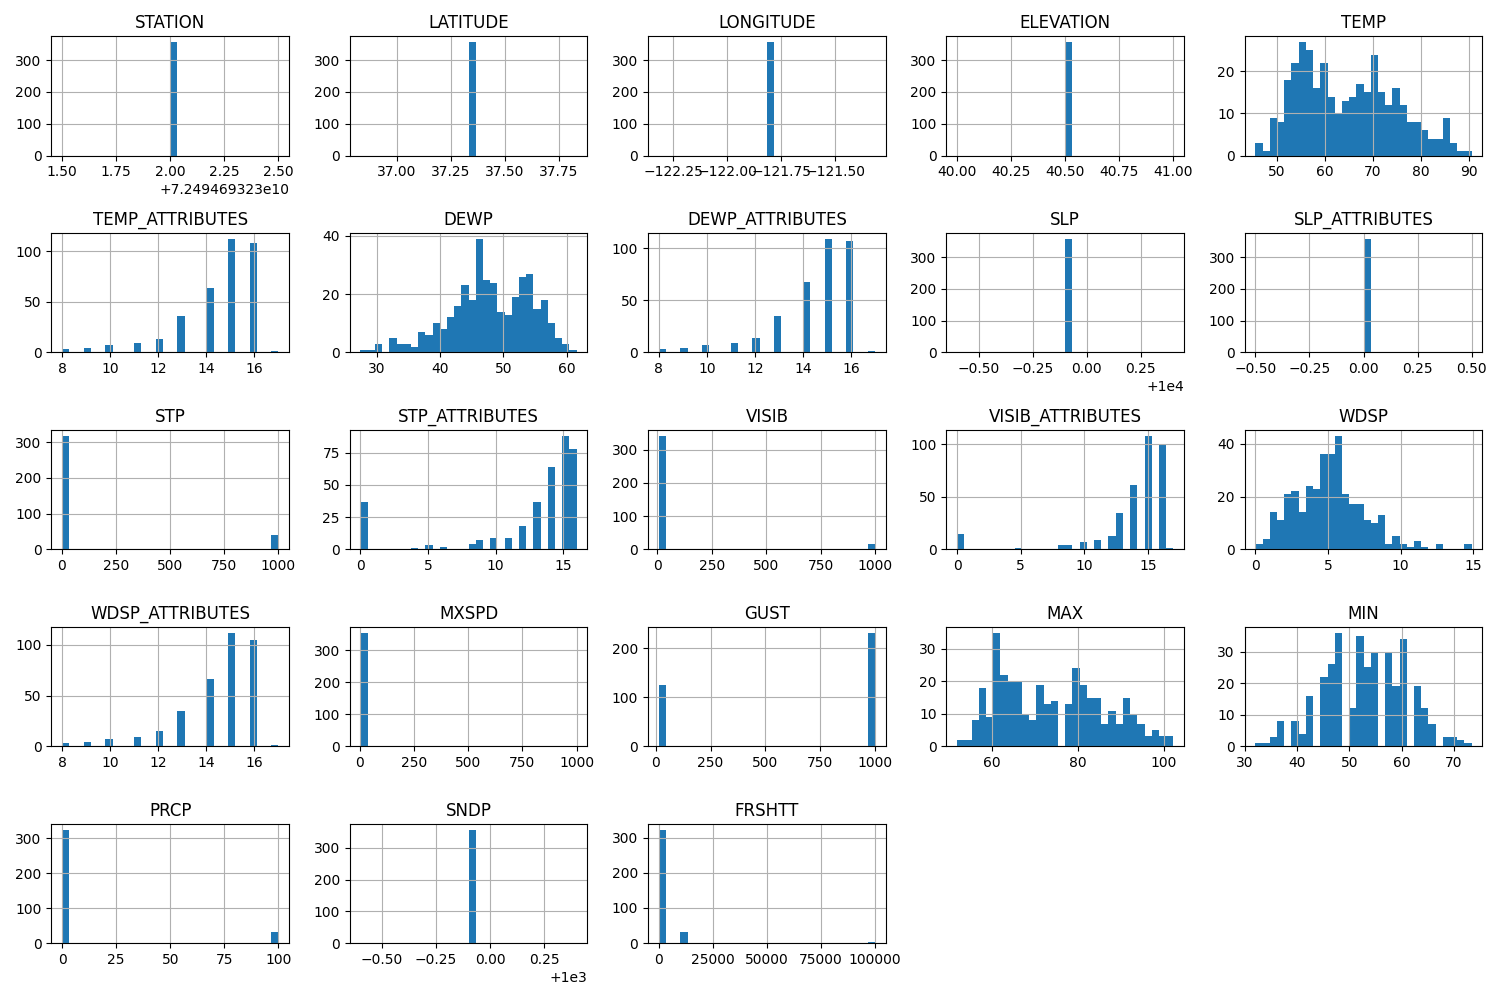 STATION LATITUDE LONGITUDE ELEVATION TEMP
300 300 300 300 20
200 200 200 200
100 100 100 100 10
0 0 0 0 0
1.50 1.75 2.00 2.25 2.50 37.00 37.25 37.50 37.75 −122.25 −122.00 −121.75 −121.50 40.00 40.25 40.50 40.75 41.00 50 60 70 80 90
+7.249469323e10
TEMP_ATTRIBUTES DEWP DEWP_ATTRIBUTES SLP SLP_ATTRIBUTES
100 40 100 300 300
50 20 50 200 200
100 100
0 0 0 0 0
8 10 12 14 16 30 40 50 60 8 10 12 14 16 −0.50 −0.25 0.00 0.25 −0.50 −0.25 0.00 0.25 0.50
+1e4
STP STP_ATTRIBUTES VISIB VISIB_ATTRIBUTES WDSP
300 75 300 100 40
200 50 200 50 20
100 25 100
0 0 0 0 0
0 250 500 750 1000 0 5 10 15 0 250 500 750 1000 0 5 10 15 0 5 10 15
WDSP_ATTRIBUTES MXSPD GUST MAX MIN
100 300 200 30 30
50 200 100 20 20
100 10 10
0 0 0 0 0
8 10 12 14 16 0 250 500 750 1000 0 250 500 750 1000 60 80 100 30 40 50 60 70
PRCP SNDP FRSHTT
300 300 300
200 200 200
100 100 100
0 0 0
0 25 50 75 100 −0.50 −0.25 0.00 0.25 0 25000 50000 75000 100000
+1e3